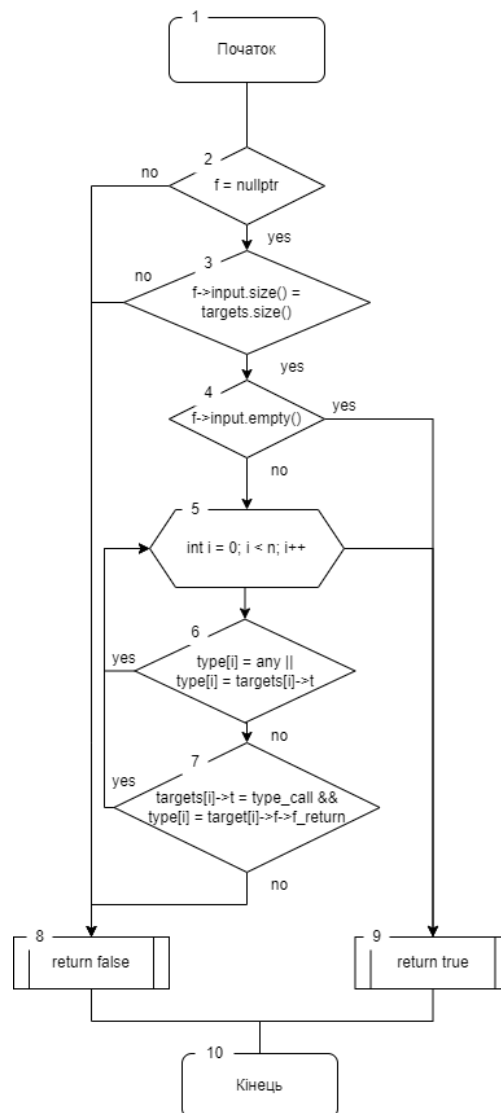 1
Початок
2
no
f = nullptr
yes
3
no
f->input.size() =
targets.size()
yes
4
yes
f->input.empty()
no
5
int i = 0; i < n; i++
6
yes
type[i] = any ||
type[i] = targets[i]->t
no
7
yes
targets[i]->t = type_call &&
type[i] = target[i]->f->f_return
no
8
return false
9
return true
10
Кінець